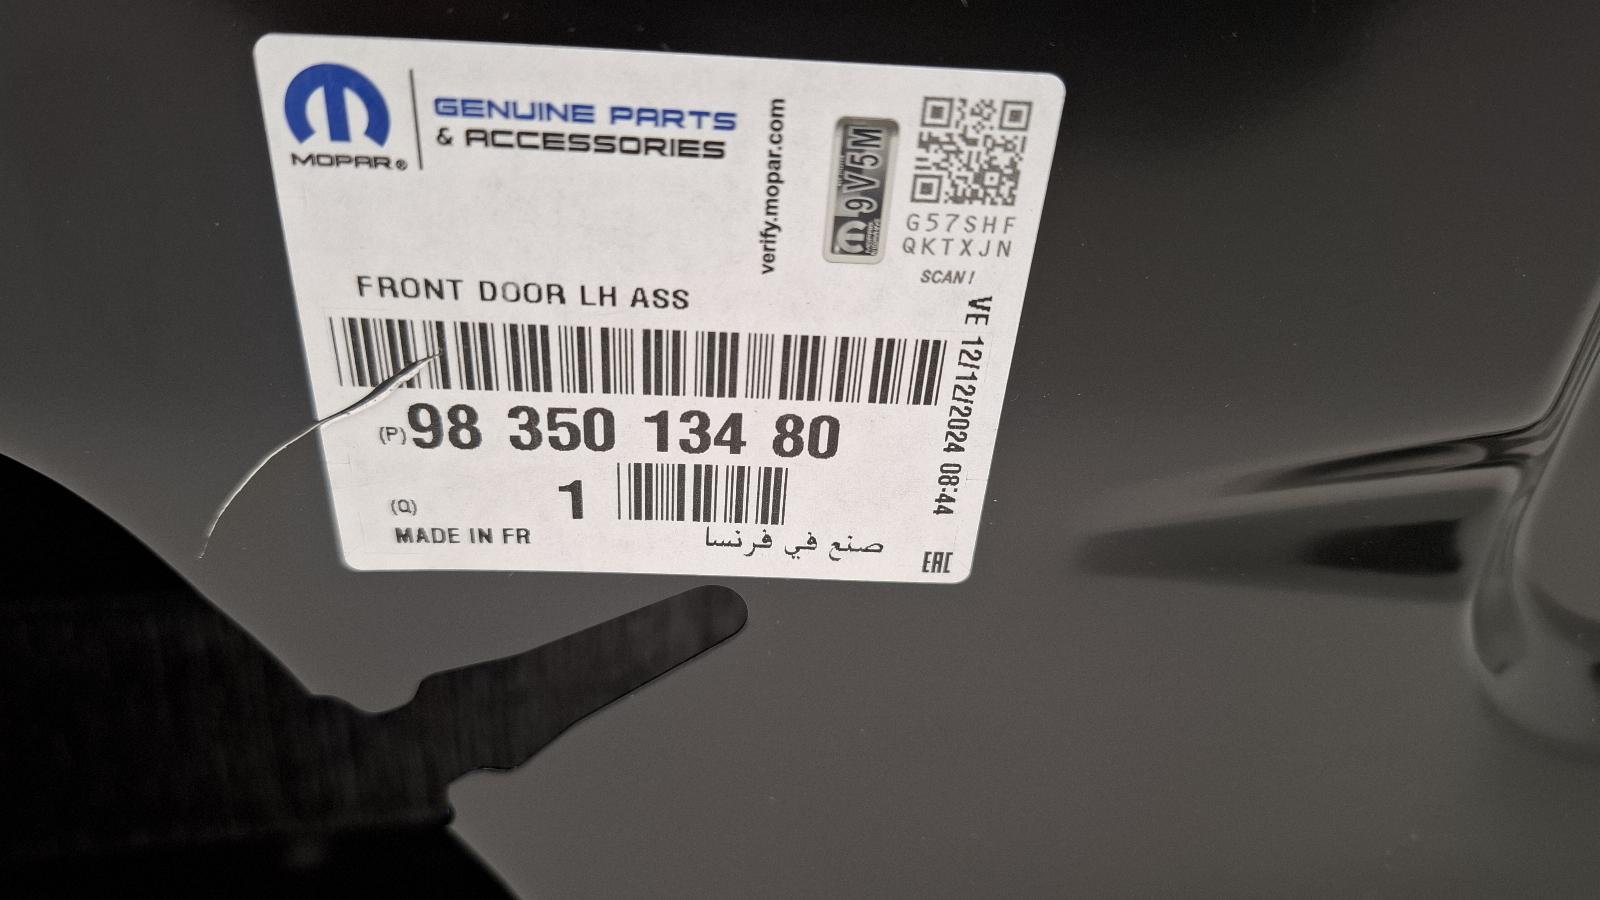 MOPAR®
GENUINE PARTS
& ACCESSORIES
verify.mopar.com
9V5M
G57SHF
QKTXJN
SCAN!
FRONT DOOR LH ASS
VE 12/12/2024 08:44
(P) 98 350 134 80
(Q) 1
MADE IN FR
صنع في فرنسا
EAC